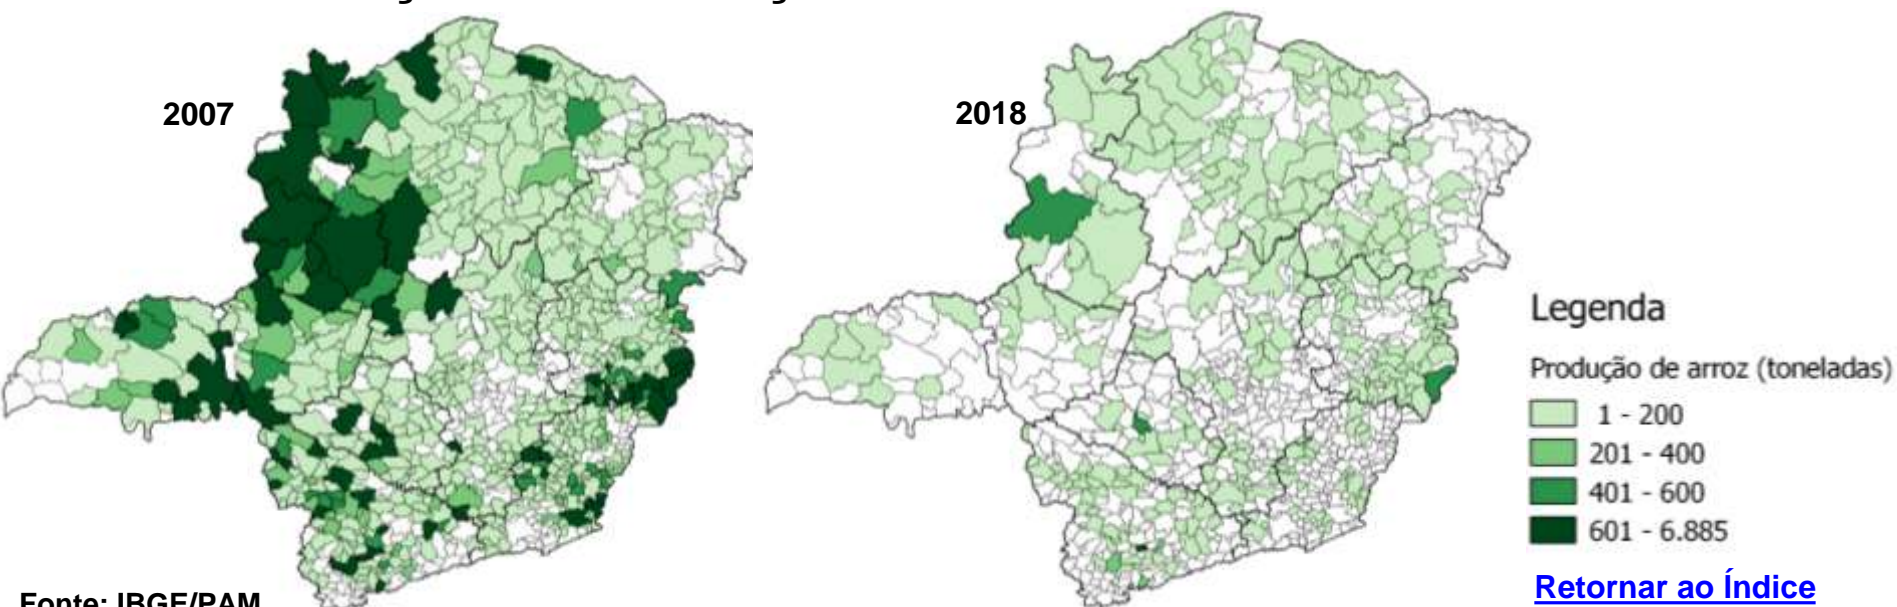 2007
2018
Legenda
Produção de arroz (toneladas)
1 - 200
201 - 400
401 - 600
601 - 6.885
Retornar ao Índice
Fonte: IBGE/PAM